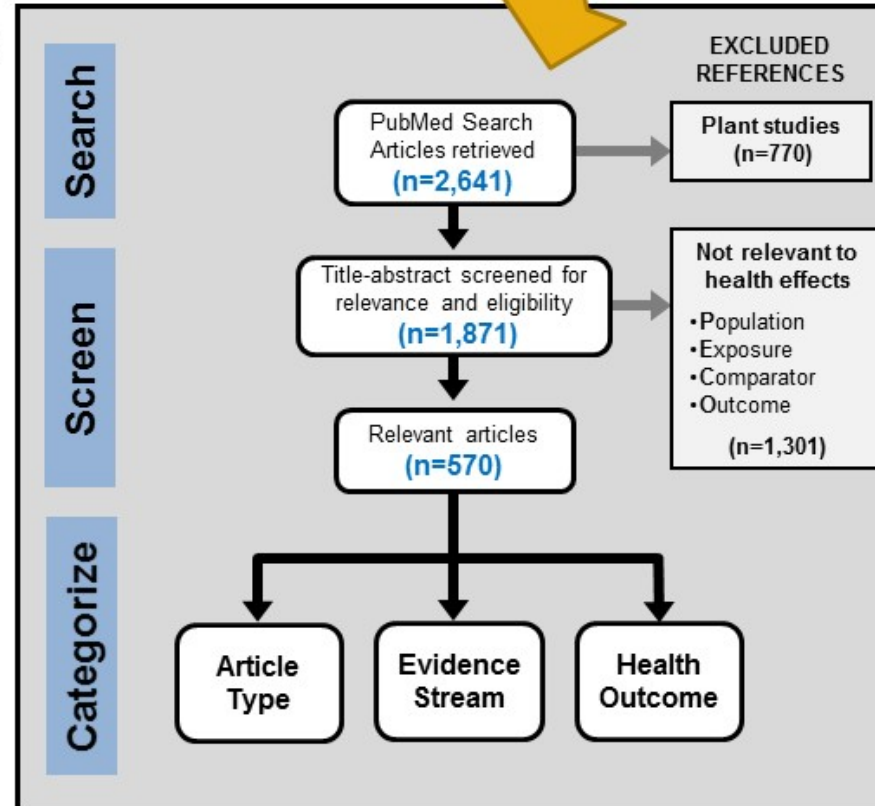 Search
PubMed Search
Articles retrieved
(n=2,641)
EXCLUDED
REFERENCES
Plant studies
(n=770)
Screen
Title-abstract screened for
relevance and eligibility
(n=1,871)
Not relevant to
health effects
•Population
•Exposure
•Comparator
•Outcome
(n=1,301)
Relevant articles
(n=570)
Categorize
Article
Type
Evidence
Stream
Health
Outcome